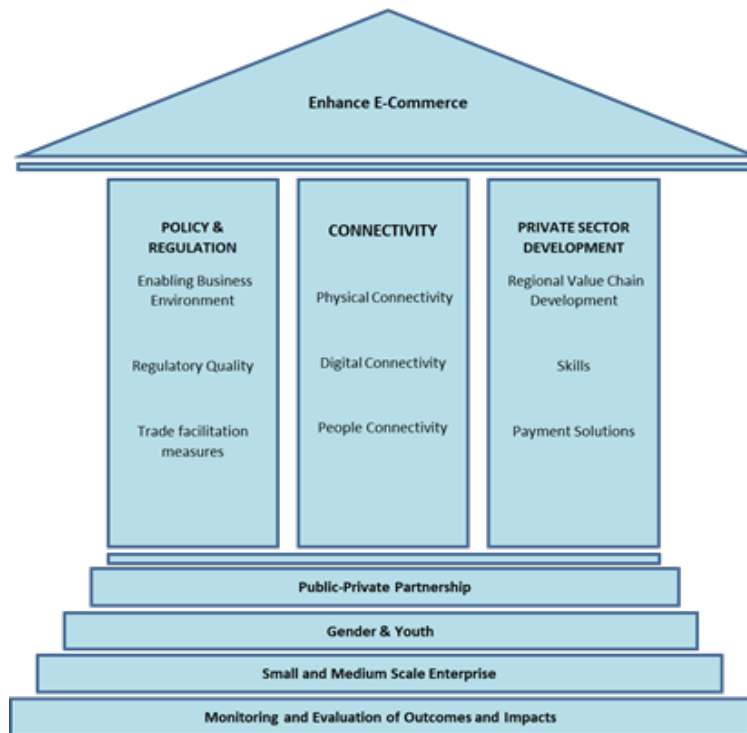 Enhance E-Commerce
POLICY &
REGULATION
Enabling Business
Environment
Regulatory Quality
Trade facilitation
measures
CONNECTIVITY
Physical Connectivity
Digital Connectivity
People Connectivity
PRIVATE SECTOR
DEVELOPMENT
Regional Value Chain
Development
Skills
Payment Solutions
Public-Private Partnership
Gender & Youth
Small and Medium Scale Enterprise
Monitoring and Evaluation of Outcomes and Impacts